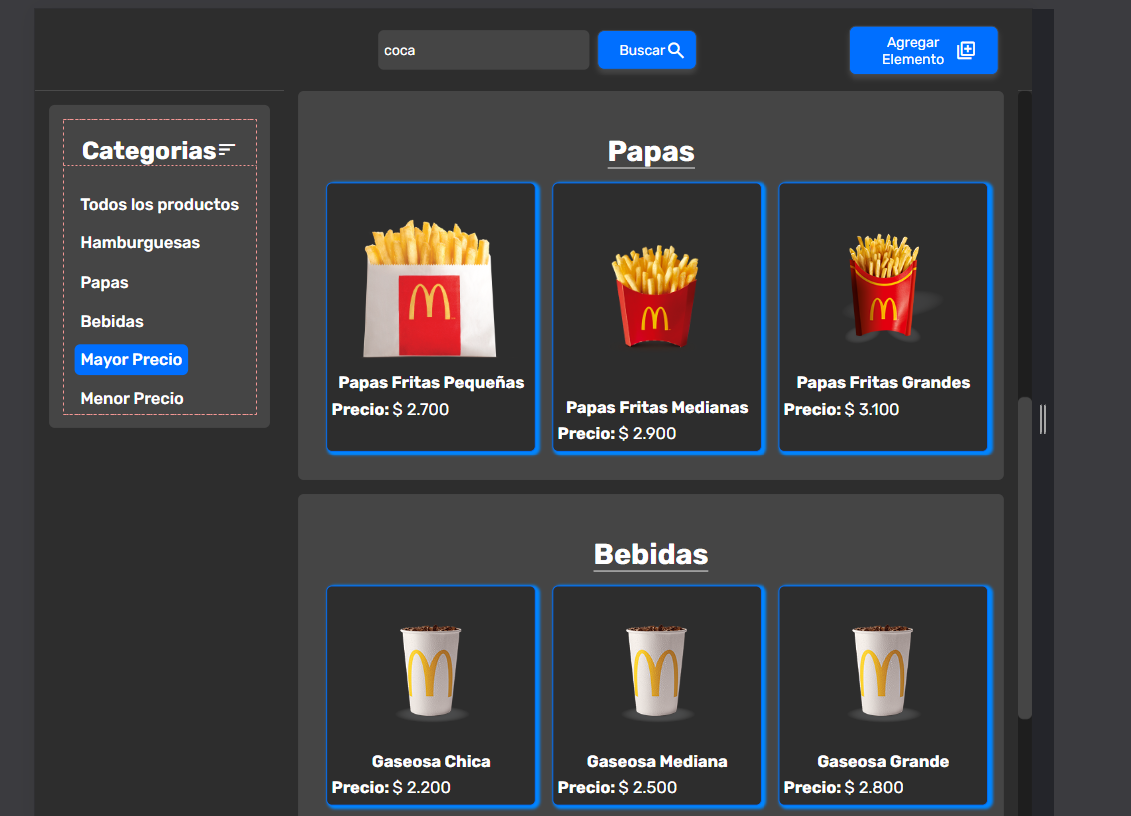 coca
Buscar
Agregar
Elemento
Categorias
Todos los productos
Hamburguesas
Papas
Bebidas
Mayor Precio
Menor Precio
Papas
Papas Fritas Pequeñas
Precio: $ 2.700
Papas Fritas Medianas
Precio: $ 2.900
Papas Fritas Grandes
Precio: $ 3.100
Bebidas
Gaseosa Chica
Precio: $ 2.200
Gaseosa Mediana
Precio: $ 2.500
Gaseosa Grande
Precio: $ 2.800